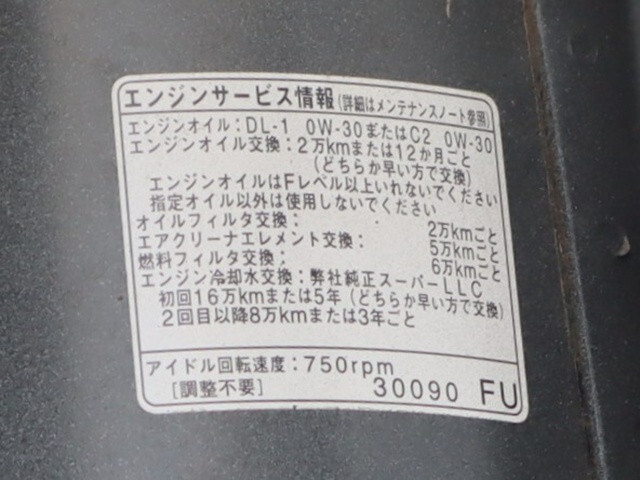 エンジンサービス情報(詳細はメンテナンスノート参照)
エンジンオイル:DL-1 0W-30またはC2 0W-30
エンジンオイル交換:2万kmまたは12か月ごと
(どちらか早い方で交換)
エンジンオイルはFレベル以上いれないでください
指定オイル以外は使用しないでください
オイルフィルタ交換: 2万kmごと
エアクリーナエレメント交換: 5万kmごと
燃料フィルタ交換: 6万kmごと
エンジン冷却水交換:弊社純正スーパーLLC
初回16万kmまたは5年(どちらか早い方で交換)
2回目以降8万kmまたは3年ごと
アイドル回転速度:750rpm
[調整不要] 30090 FU